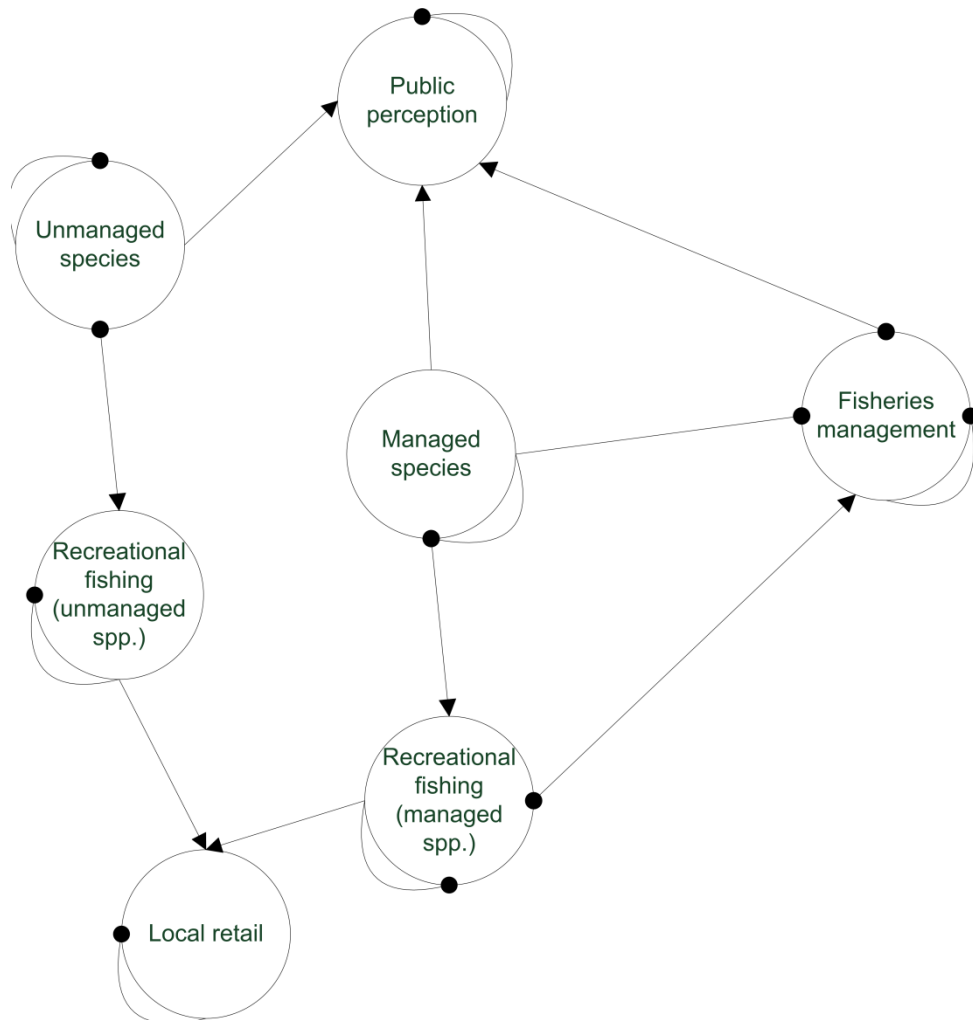 Public
perception
Unmanaged
species
Managed
species
Fisheries
management
Recreational
fishing
(unmanaged
spp.)
Recreational
fishing
(managed
spp.)
Local retail